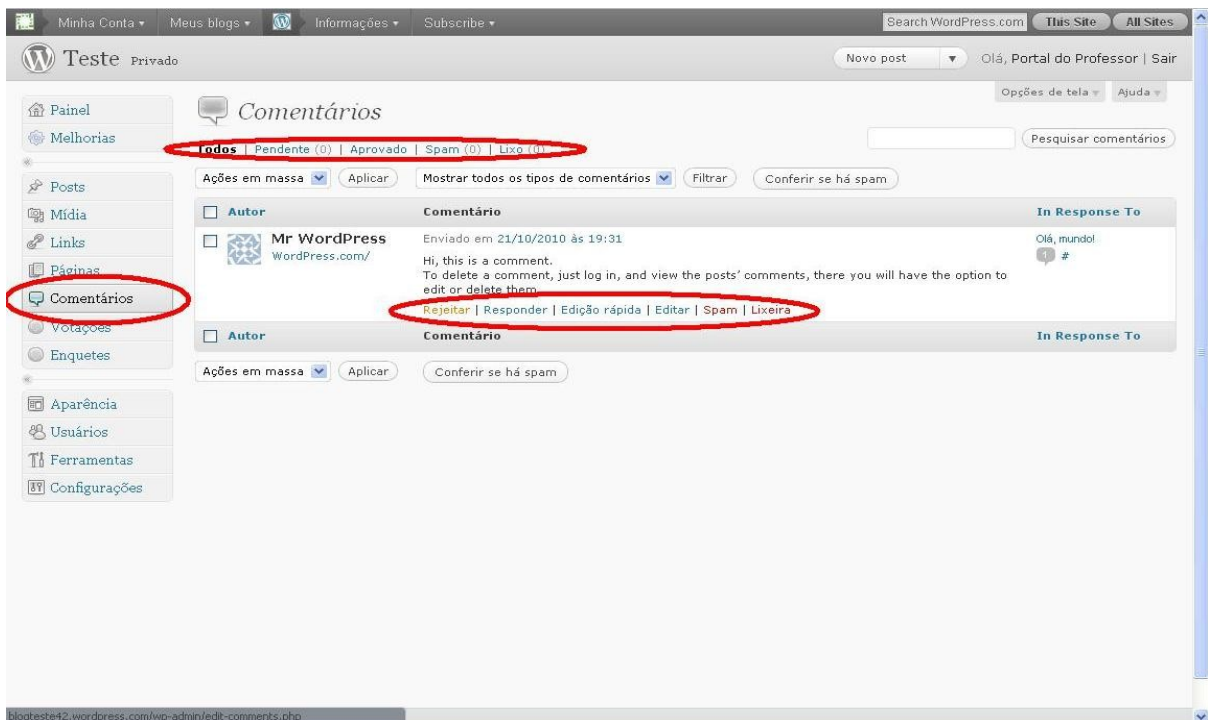 Minha Conta Meus blogs Informações Subscribe Search WordPress.com This Site All Sites
Teste Privado Novo post Olá, Portal do Professor | Sair
Opções de tela Ajuda
Painel
Melhorias
Posts
Mídia
Links
Páginas
Comentários
Votações
Enquetes
Aparência
Usuários
Ferramentas
Configurações
Comentários
Todos | Pendente (0) | Aprovado | Spam (0) | Lixo (0)
Pesquisar comentários
Ações em massa Aplicar Mostrar todos os tipos de comentários Filtrar Conferir se há spam
Autor Comentário In Response To
Mr WordPress
WordPress.com/
Enviado em 21/10/2010 às 19:31
Hi, this is a comment.
To delete a comment, just log in, and view the posts’ comments, there you will have the option to
edit or delete them.
Rejeitar | Responder | Edição rápida | Editar | Spam | Lixeira
Olá, mundo!
1 #
Autor Comentário In Response To
Ações em massa Aplicar Conferir se há spam
blogteste42.wordpress.com/wp-admin/edit-comments.php